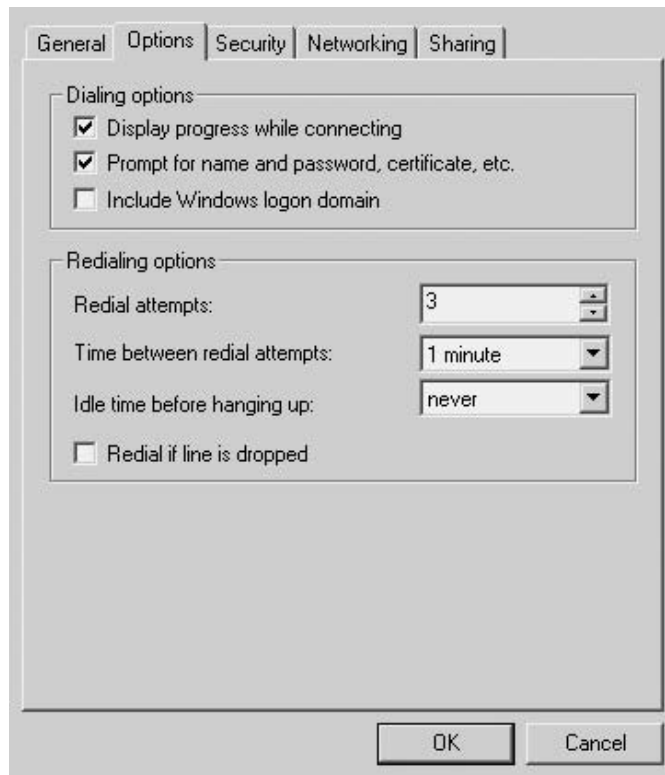 General Options Security Networking Sharing
Dialing options
Display progress while connecting
Prompt for name and password, certificate, etc.
Include Windows logon domain
Redialing options
Redial attempts: 3
Time between redial attempts: 1 minute
Idle time before hanging up: never
Redial if line is dropped
OK Cancel